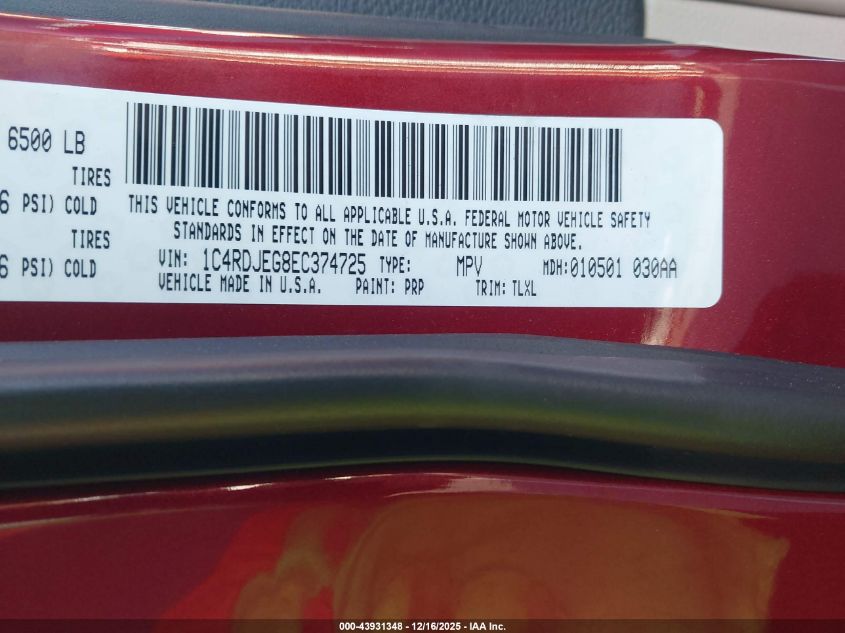 6500 LB
TIRES
6 PSI) COLD
TIRES
6 PSI) COLD
THIS VEHICLE CONFORMS TO ALL APPLICABLE U.S.A. FEDERAL MOTOR VEHICLE SAFETY
STANDARDS IN EFFECT ON THE DATE OF MANUFACTURE SHOWN ABOVE.
VIN: 1C4RDJEG8EC374725 TYPE: MPV MDH:010501 030AA
VEHICLE MADE IN U.S.A. PAINT: PRP TRIM: TLXL
000-43931348 - 12/16/2025 - IAA Inc.